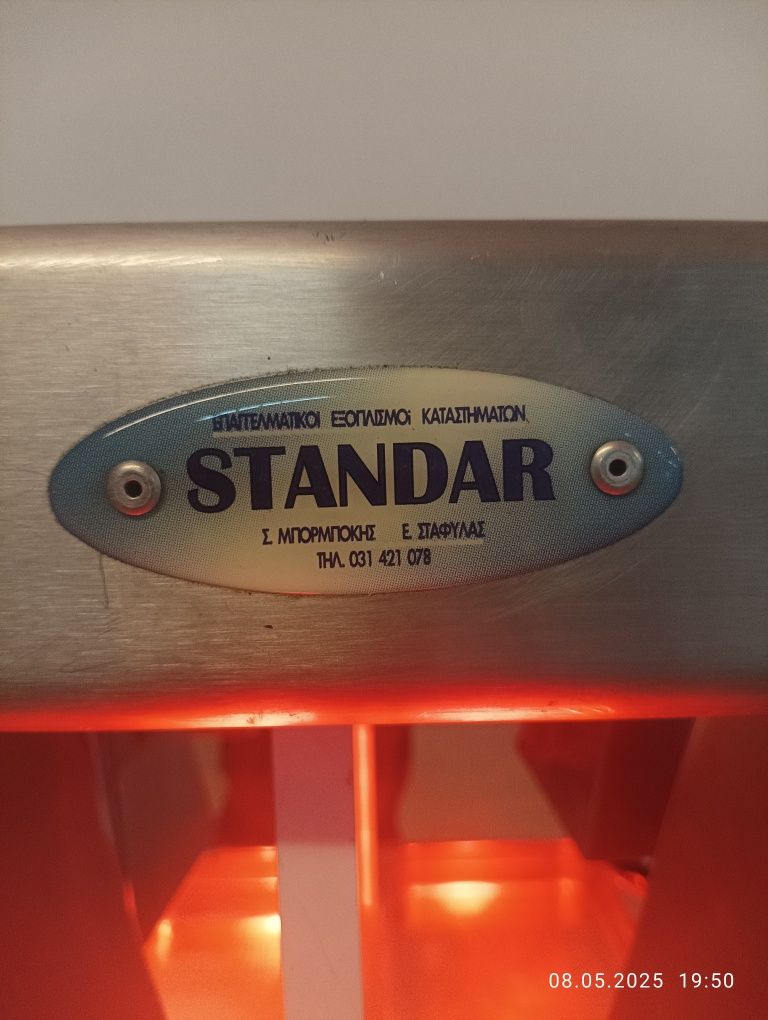 ΕΠΑΓΓΕΛΜΑΤΙΚΟΙ ΕΞΟΠΛΙΣΜΟΙ ΚΑΤΑΣΤΗΜΑΤΩΝ
STANDAR
Σ. ΜΠΟΡΜΠΟΚΗΣ Ε. ΣΤΑΦΥΛΑΣ
ΤΗΛ. 031 421 078
08.05.2025 19:50